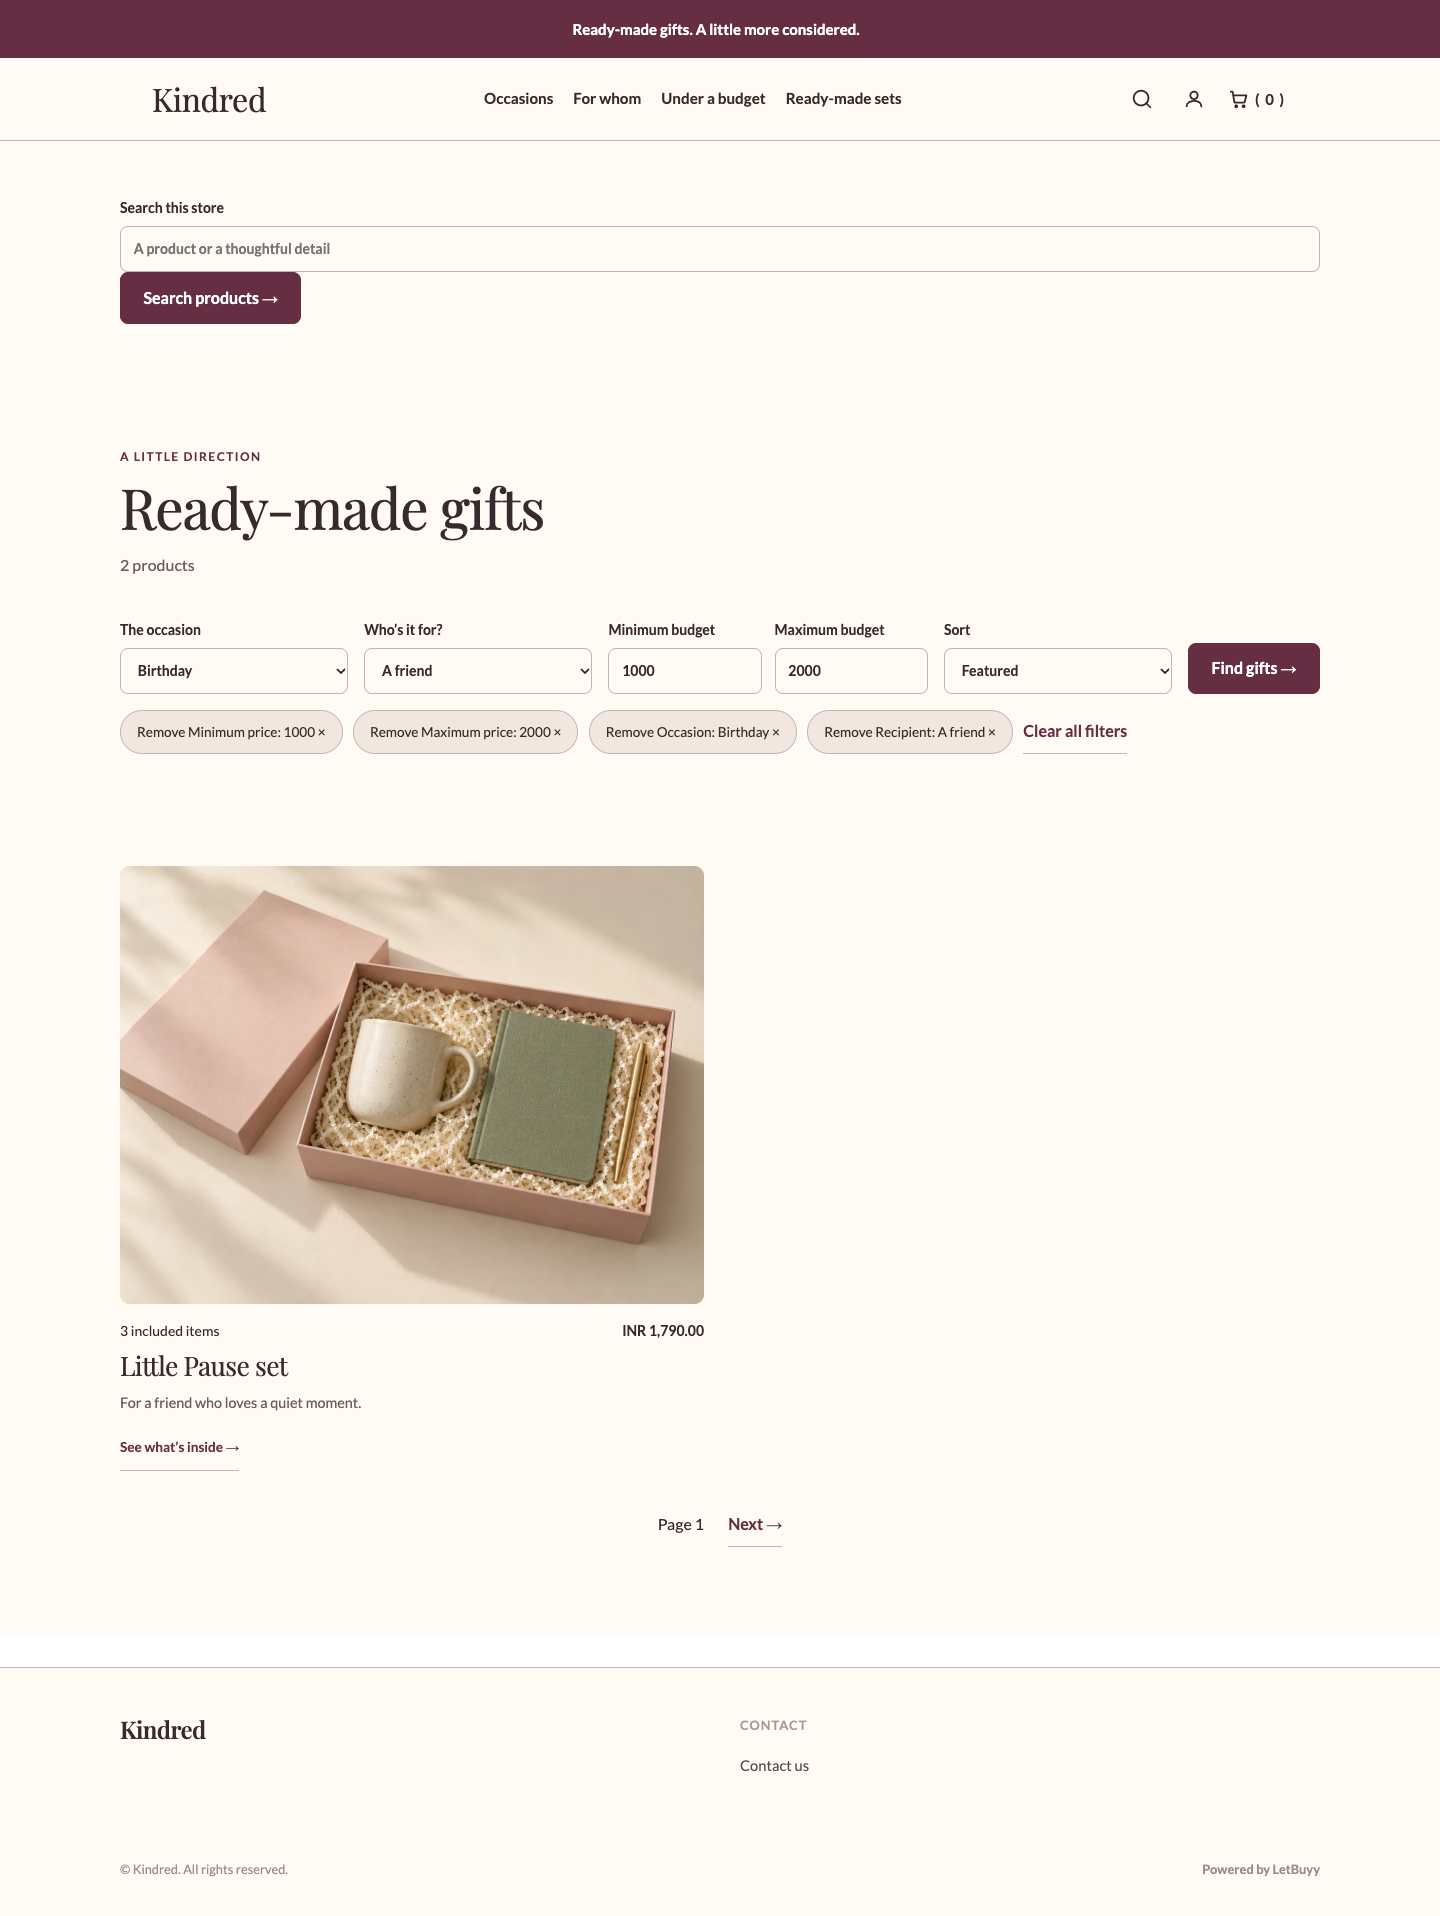 Ready-made gifts. A little more considered.
Kindred
Occasions For whom Under a budget Ready-made sets
( 0 )
Search this store
A product or a thoughtful detail
Search products →
A LITTLE DIRECTION
Ready-made gifts
2 products
The occasion Who’s it for? Minimum budget Maximum budget Sort
Birthday A friend 1000 2000 Featured Find gifts →
Remove Minimum price: 1000 × Remove Maximum price: 2000 × Remove Occasion: Birthday × Remove Recipient: A friend × Clear all filters
3 included items INR 1,790.00
Little Pause set
For a friend who loves a quiet moment.
See what’s inside →
Page 1 Next →
Kindred
CONTACT
Contact us
© Kindred. All rights reserved. Powered by LetBuyy